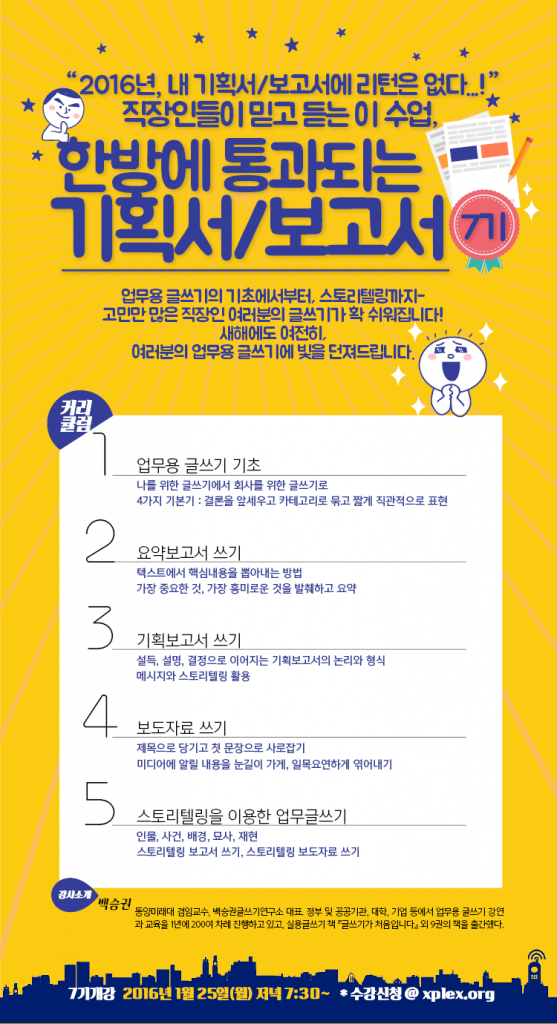 “2016년, 내 기획서/보고서에 리턴은 없다...!”
직장인들이 믿고 듣는 이 수업,
한방에 통과되는
기획서/보고서
7기
업무용 글쓰기의 기초에서부터, 스토리텔링까지-
고민만 많은 직장인 여러분의 글쓰기가 확 쉬워집니다!
새해에도 여전히,
여러분의 업무용 글쓰기에 빛을 던져드립니다.
커리
큘럼
1
업무용 글쓰기 기초
나를 위한 글쓰기에서 회사를 위한 글쓰기로
4가지 기본기 : 결론을 앞세우고 카테고리로 묶고 짧게 직관적으로 표현
2
요약보고서 쓰기
텍스트에서 핵심내용을 뽑아내는 방법
가장 중요한 것, 가장 흥미로운 것을 발췌하고 요약
3
기획보고서 쓰기
설득, 설명, 결정으로 이어지는 기획보고서의 논리와 형식
메시지와 스토리텔링 활용
4
보도자료 쓰기
제목으로 당기고 첫 문장으로 사로잡기
미디어에 알릴 내용을 눈길이 가게, 일목요연하게 엮어내기
5
스토리텔링을 이용한 업무글쓰기
인물, 사건, 배경, 묘사, 재현
스토리텔링 보고서 쓰기, 스토리텔링 보도자료 쓰기
강사소개
백승권
동양미래대 겸임교수, 백승권글쓰기연구소 대표. 정부 및 공공기관, 대학, 기업 등에서 업무용 글쓰기 강연
과 교육을 1년에 200여 차례 진행하고 있고, 실용글쓰기 책 『글쓰기가 처음입니다』 외 9권의 책을 출간했다.
7기개강 2016년 1월 25일(월) 저녁 7:30~ *수강신청 @ xplex.org